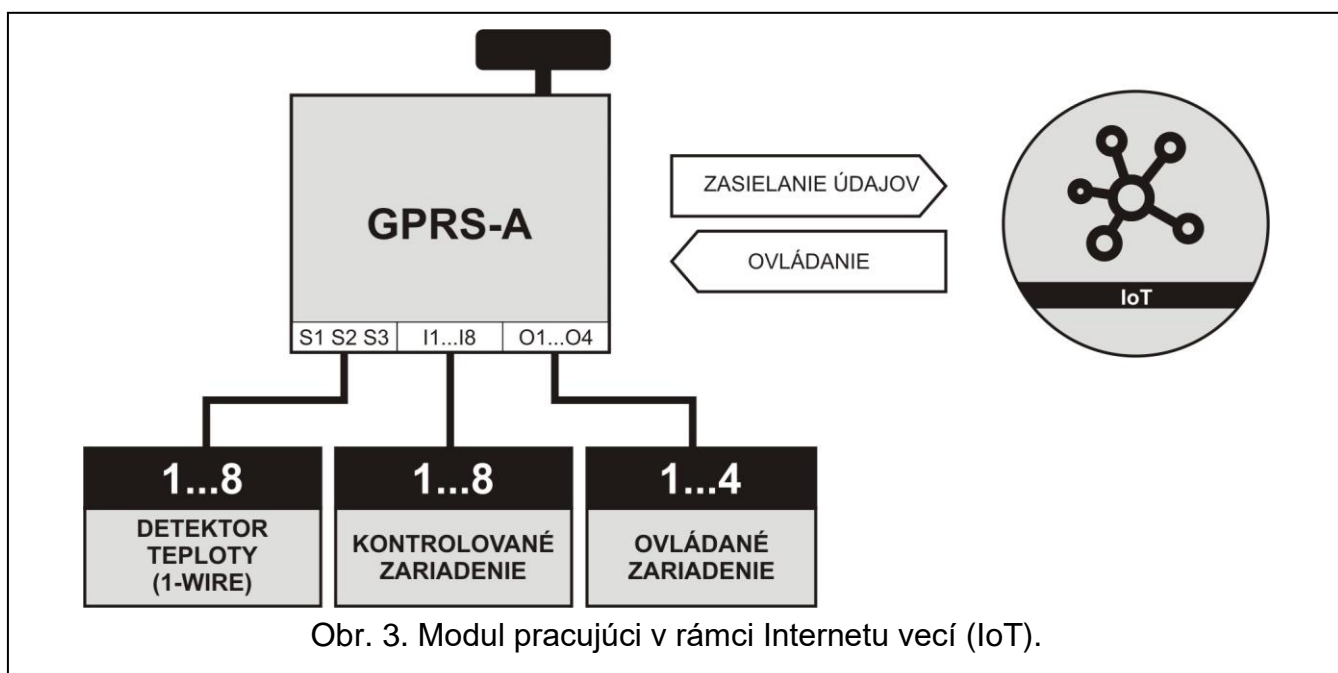 GPRS-A
ZASIELANIE ÚDAJOV
OVLÁDANIE
IoT
S1 S2 S3
I1...I8
O1...O4
1...8
DETEKTOR
TEPLOTY
(1-WIRE)
1...8
KONTROLOVANÉ
ZARIADENIE
1...4
OVLÁDANÉ
ZARIADENIE
Obr. 3. Modul pracujúci v rámci Internetu vecí (IoT).